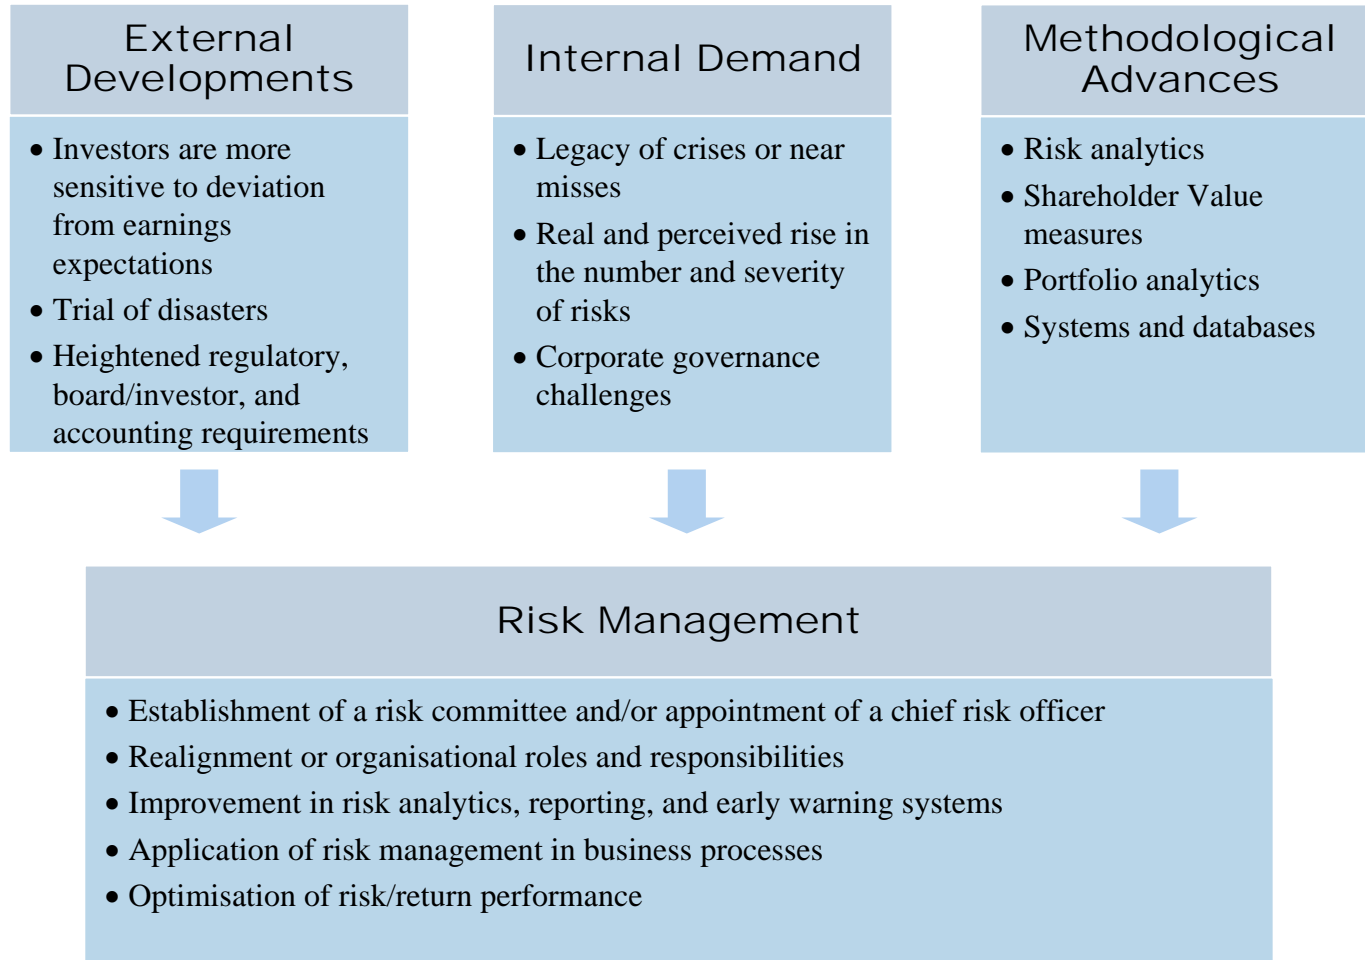 External
Developments
• Investors are more
sensitive to deviation
from earnings
expectations
• Trial of disasters
• Heightened regulatory,
board/investor, and
accounting requirements
Internal Demand
• Legacy of crises or near
misses
• Real and perceived rise in
the number and severity
of risks
• Corporate governance
challenges
Methodological
Advances
• Risk analytics
• Shareholder Value
measures
• Portfolio analytics
• Systems and databases
Risk Management
• Establishment of a risk committee and/or appointment of a chief risk officer
• Realignment or organisational roles and responsibilities
• Improvement in risk analytics, reporting, and early warning systems
• Application of risk management in business processes
• Optimisation of risk/return performance